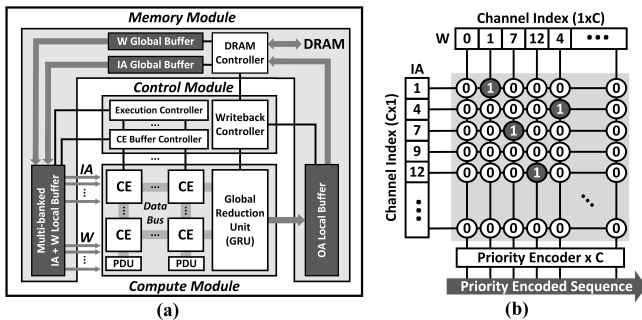 Memory Module
W Global Buffer
IA Global Buffer
DRAM
Controller
DRAM
Control Module
Execution Controller
CE Buffer Controller
...
...
Writeback
Controller
Multi-banked
IA + W Local Buffer
IA
...
W
...
CE
...
CE
...
Data
Bus
...
CE
...
CE
PDU
PDU
Global
Reduction
Unit
(GRU)
OA Local Buffer
Compute Module
(a)
(b)
Channel Index (1xC)
W 0 1 7 12 4 •••
IA
Channel Index (Cx1)
1 0 1 0 0 0 0
4 0 0 0 0 1 0
7 0 0 1 0 0 0
9 0 0 0 0 0 0
12 0 0 0 1 0 0
•••
0 0 0 0 0 0
Priority Encoder x C
Priority Encoded Sequence